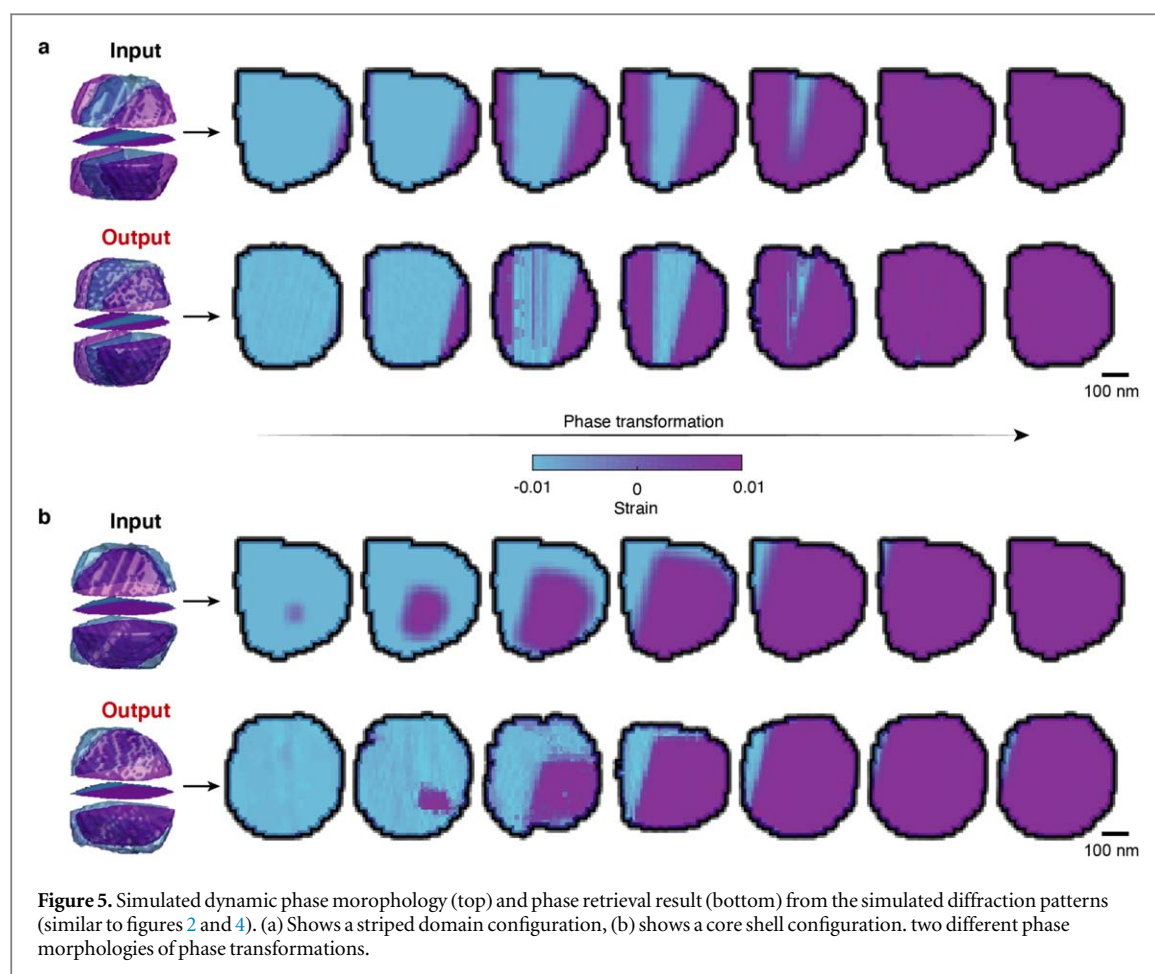 a
Input
Output
100 nm
Phase transformation
-0.01
0
0.01
Strain
b
Input
Output
100 nm
Figure 5. Simulated dynamic phase morophology (top) and phase retrieval result (bottom) from the simulated diffraction patterns
(similar to figures 2 and 4). (a) Shows a striped domain configuration, (b) shows a core shell configuration. two different phase
morphologies of phase transformations.